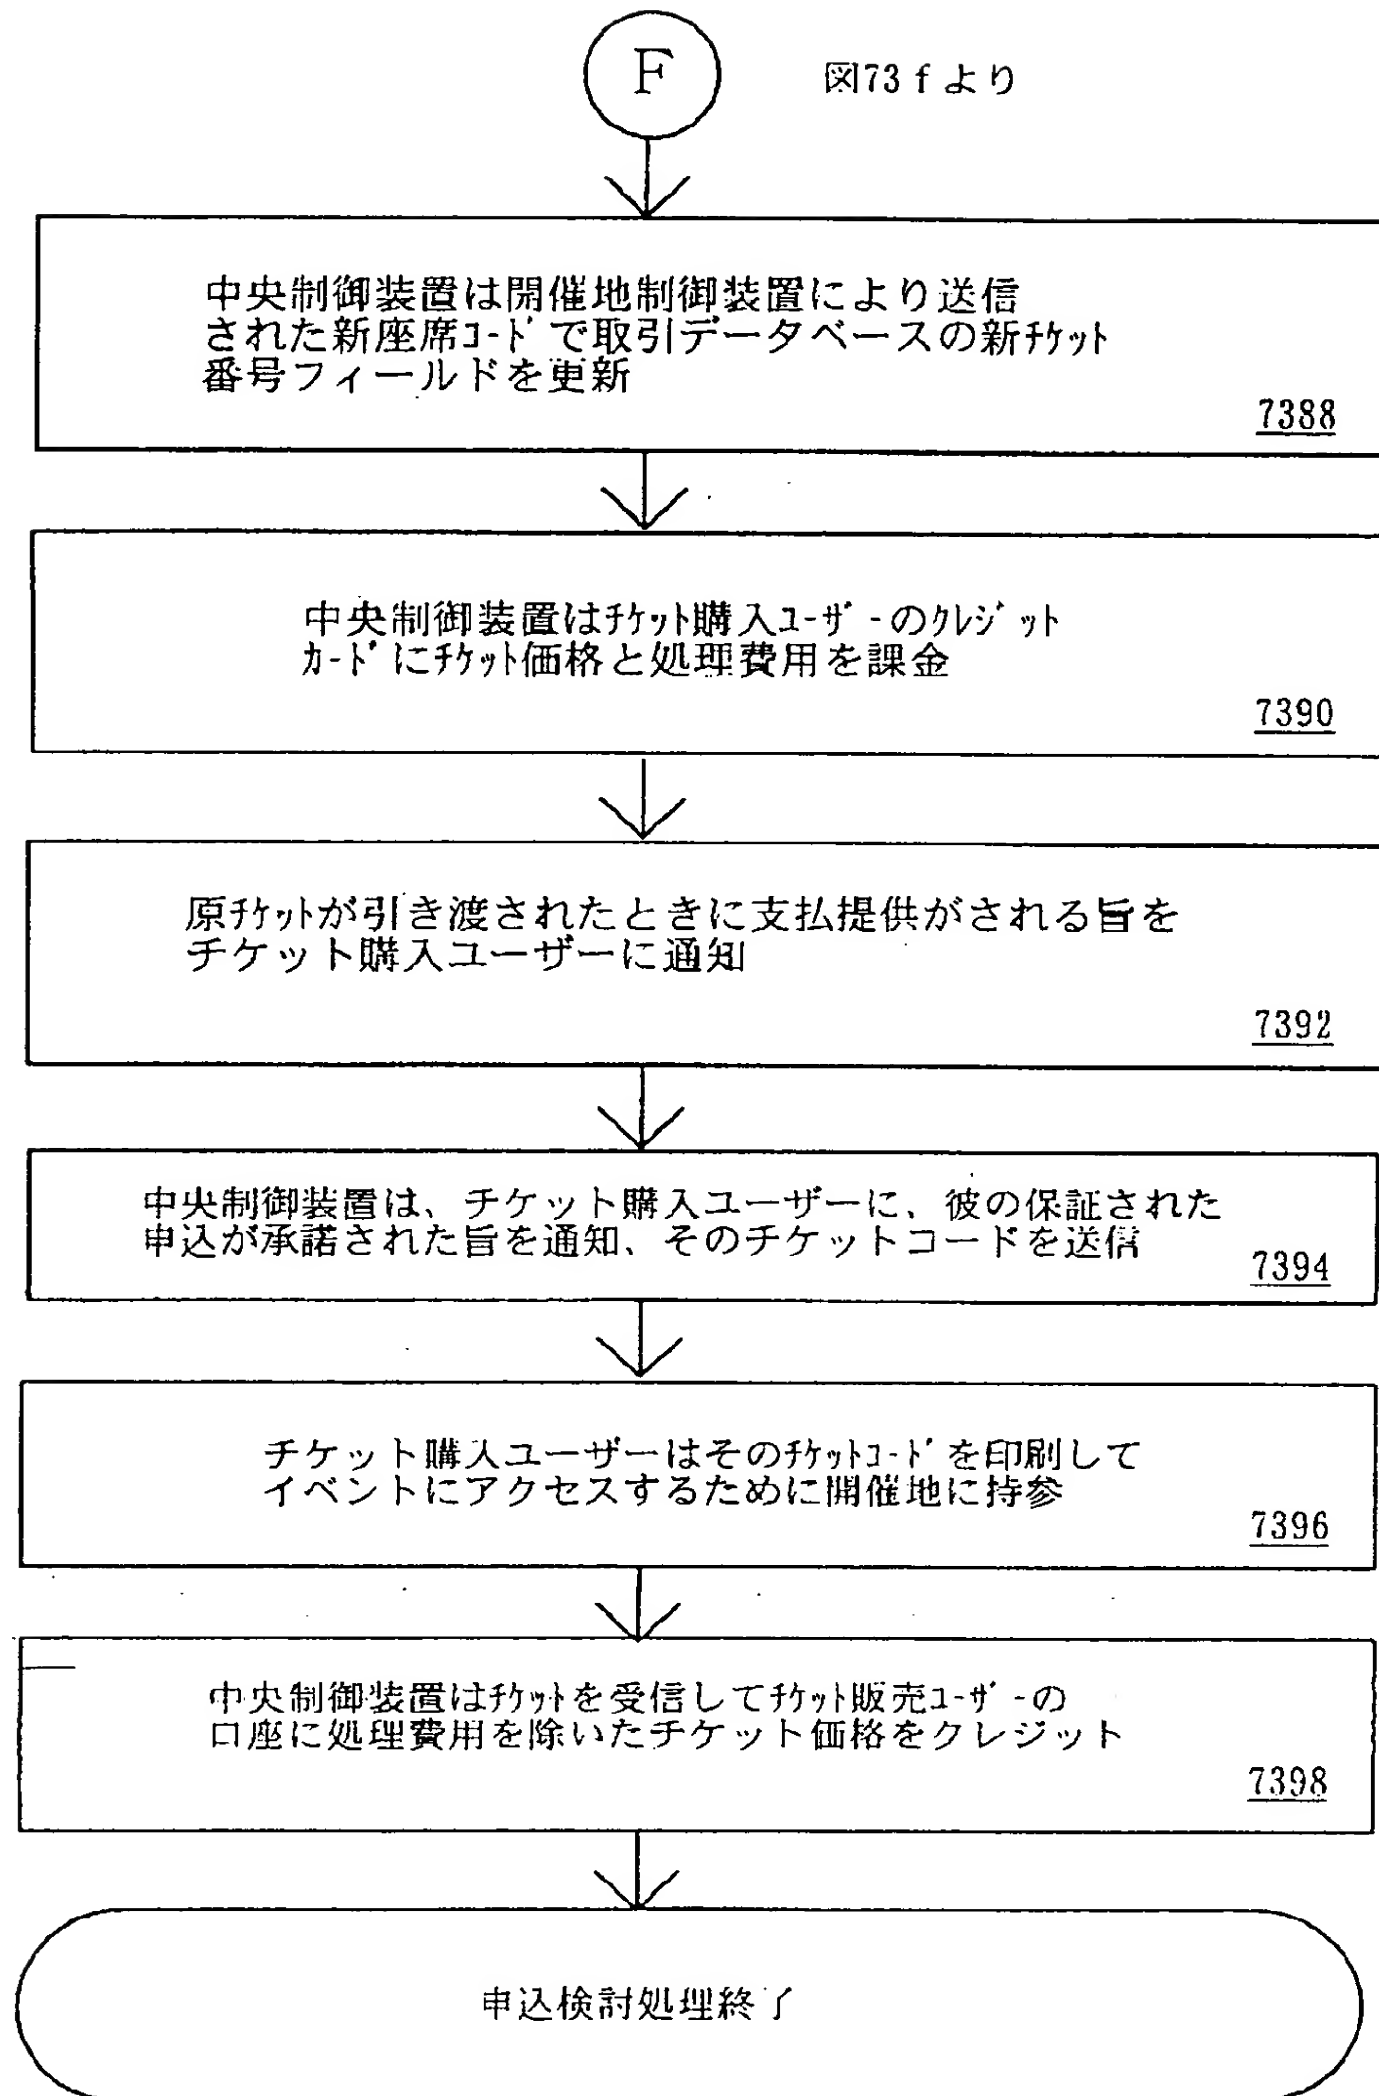 F
図73fより
中央制御装置は開催地制御装置により送信
された新座席ｺｰﾄﾞで取引データベースの新ﾁｹｯﾄ
番号フィールドを更新
7388
中央制御装置はﾁｹｯﾄ購入ﾕｰｻﾞｰのｸﾚｼﾞｯﾄ
ｶｰﾄﾞにﾁｹｯﾄ価格と処理費用を課金
7390
原ﾁｹｯﾄが引き渡されたときに支払提供がされる旨を
チケット購入ユーザーに通知
7392
中央制御装置は、チケット購入ユーザーに、彼の保証された
申込が承諾された旨を通知、そのチケットコードを送信
7394
チケット購入ユーザーはそのﾁｹｯﾄｺｰﾄﾞを印刷して
イベントにアクセスするために開催地に持参
7396
中央制御装置はﾁｹｯﾄを受信してﾁｹｯﾄ販売ﾕｰｻﾞｰの
口座に処理費用を除いたチケット価格をクレジット
7398
申込検討処理終了